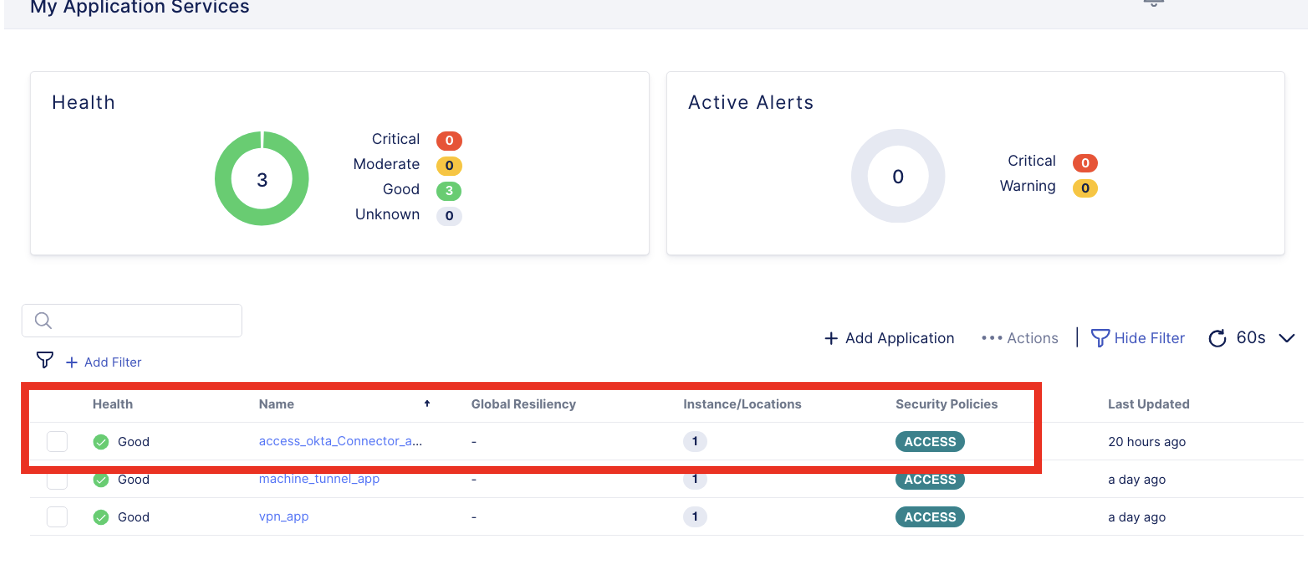 My Application Services
Health
3
Critical 0
Moderate 0
Good 3
Unknown 0
Active Alerts
0
Critical 0
Warning 0
+ Add Application ••• Actions | Hide Filter 60s
+ Add Filter
Health Name Global Resiliency Instance/Locations Security Policies Last Updated
Good access_okta_Connector_a... - 1 ACCESS 20 hours ago
Good machine_tunnel_app - 1 ACCESS a day ago
Good vpn_app - 1 ACCESS a day ago